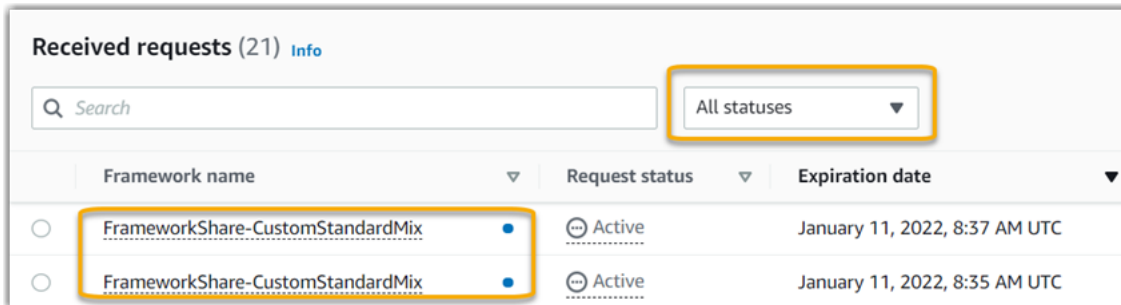 Received requests (21) Info
Search
All statuses
Framework name Request status Expiration date
FrameworkShare-CustomStandardMix Active January 11, 2022, 8:37 AM UTC
FrameworkShare-CustomStandardMix Active January 11, 2022, 8:35 AM UTC